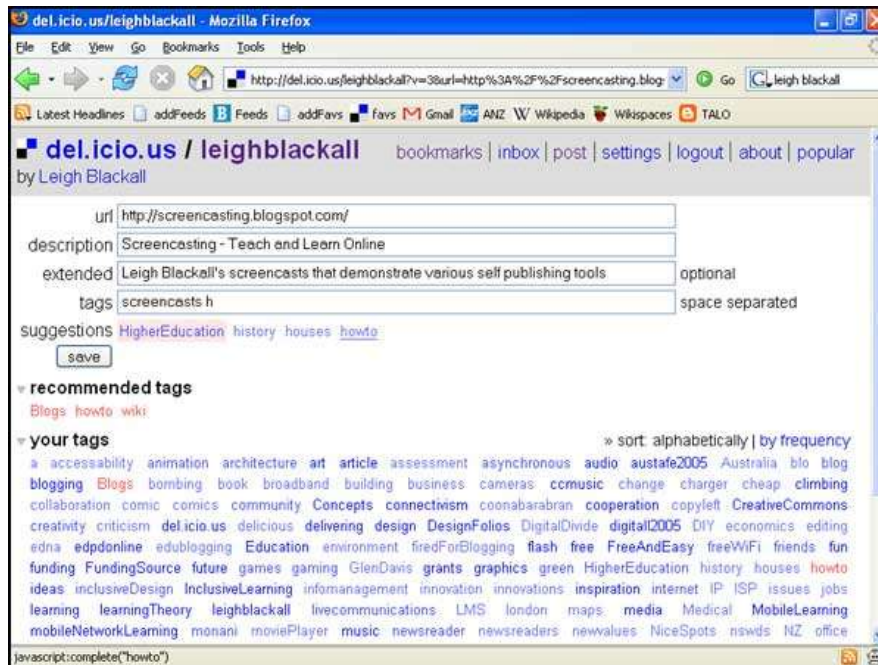 del.icio.us/leighblackall - Mozilla Firefox
File Edit View Go Bookmarks Tools Help
http://del.icio.us/leighblackall?v=3&url=http%3A%2F%2Fscreencasting.blog: Go leigh blackall
Latest Headlines addFeeds Feeds addFavs favs Gmail ANZ Wikipedia Wikispaces TALO
del.icio.us / leighblackall bookmarks | inbox | post | settings | logout | about | popular
by Leigh Blackall
url http://screencasting.blogspot.com/
description Screencasting - Teach and Learn Online
extended Leigh Blackall's screencasts that demonstrate various self publishing tools optional
tags screencasts h space separated
suggestions HigherEducation history houses howto
save
recommended tags
Blogs howto wiki
your tags » sort: alphabetically | by frequency
a accessability animation architecture art article assessment asynchronous audio austafe2005 Australia blo blog
blogging Blogs bombing book broadband building business cameras ccmusic change charger cheap climbing
collaboration comic comics community Concepts connectivism coonabarabran cooperation copyleft CreativeCommons
creativity criticism del.icio.us delicious delivering design DesignFolios DigitalDivide digitall2005 DIY economics editing
edna edpdonline edublogging Education environment firedForBlogging flash free FreeAndEasy freeWiFi friends fun
funding FundingSource future games gaming GlenDavis grants graphics green HigherEducation history houses howto
ideas inclusiveDesign InclusiveLearning infomanagement innovation innovations inspiration internet IP ISP issues jobs
learning learningTheory leighblackall livecommunications LMS london maps media Medical MobileLearning
mobileNetworkLearning monani moviePlayer music newsreader newsreaders newvalues NiceSpots nswds NZ office
javascript:complete("howto")